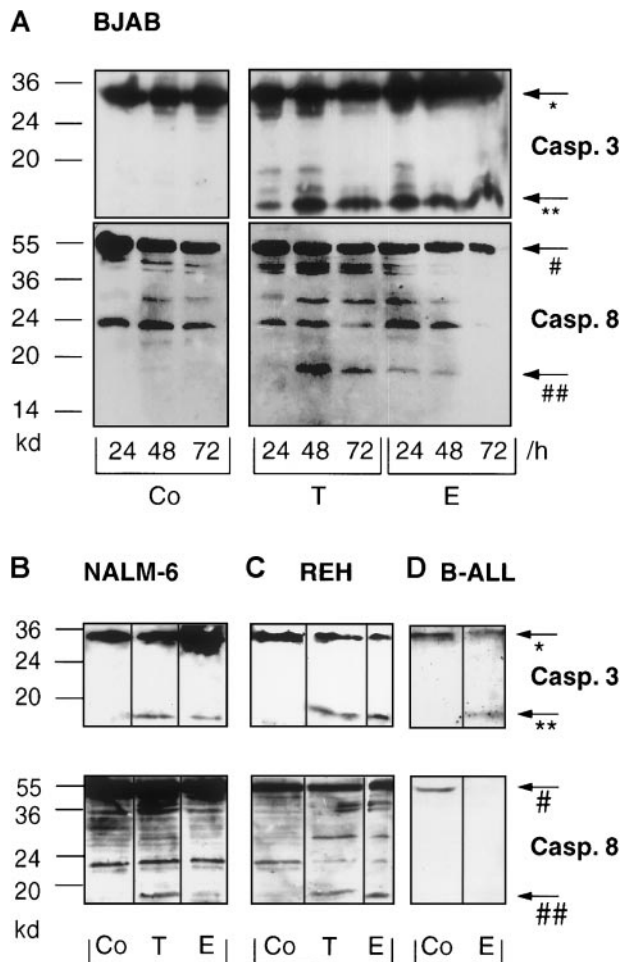 A BJAB
36
24
20
*
Casp. 3
**
55
36
24
20
14
kd
#
Casp. 8
##
24 48 72 24 48 72 24 48 72 /h
Co T E
B NALM-6 C REH D B-ALL
36
24
20
*
Casp. 3
**
55
36
24
20
kd
#
Casp. 8
##
Co T E Co T E Co E